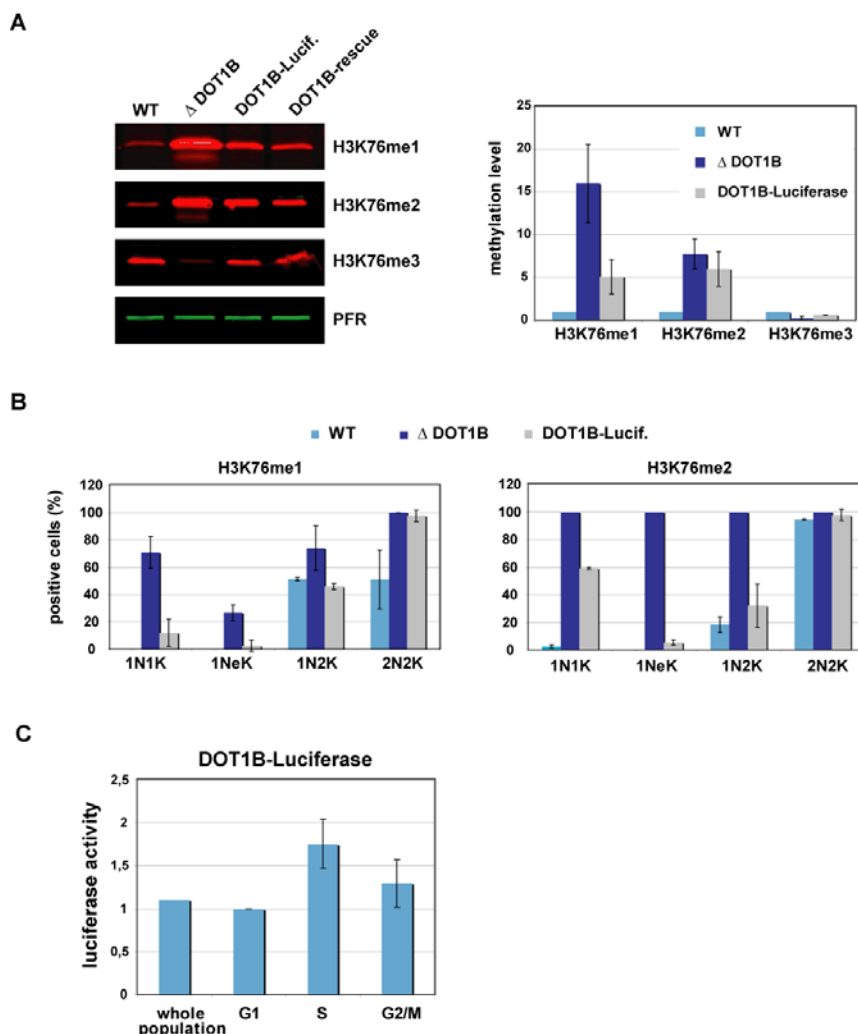 A
WT
Δ DOT1B
DOT1B-Lucif.
DOT1B-rescue
H3K76me1
H3K76me2
H3K76me3
PFR
methylation level
25
20
15
10
5
0
WT
Δ DOT1B
DOT1B-Luciferase
H3K76me1 H3K76me2 H3K76me3
B
WT Δ DOT1B DOT1B-Lucif.
H3K76me1
positive cells (%)
120
100
80
60
40
20
0
1N1K 1NeK 1N2K 2N2K
H3K76me2
120
100
80
60
40
20
0
1N1K 1NeK 1N2K 2N2K
C
DOT1B-Luciferase
luciferase activity
2,5
2
1,5
1
0,5
0
whole population G1 S G2/M